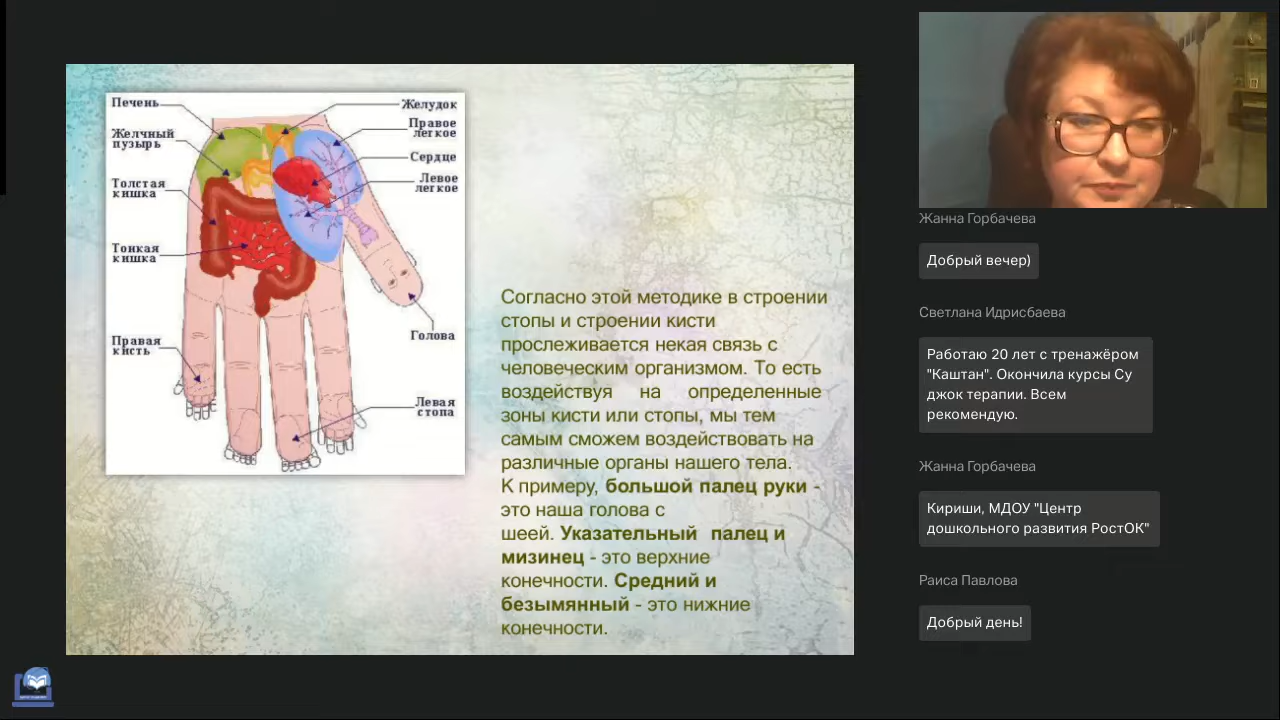 Печень
Желчный
пузырь
Толстая
кишка
Тонкая
кишка
Правая
кисть
Желудок
Правое
легкое
Сердце
Левое
легкое
Голова
Левая
стопа
Согласно этой методике в строении
стопы и строении кисти
прослеживается некая связь с
человеческим организмом. То есть
воздействуя на определенные
зоны кисти или стопы, мы тем
самым сможем воздействовать на
различные органы нашего тела.
К примеру, большой палец руки -
это наша голова с
шеей. Указательный палец и
мизинец - это верхние
конечности. Средний и
безымянный - это нижние
конечности.
Жанна Горбачева
Добрый вечер)
Светлана Идрисбаева
Работаю 20 лет с тренажёром
"Каштан". Окончила курсы Су
джок терапии. Всем
рекомендую.
Жанна Горбачева
Кириши, МДОУ "Центр
дошкольного развития РостОК"
Раиса Павлова
Добрый день!